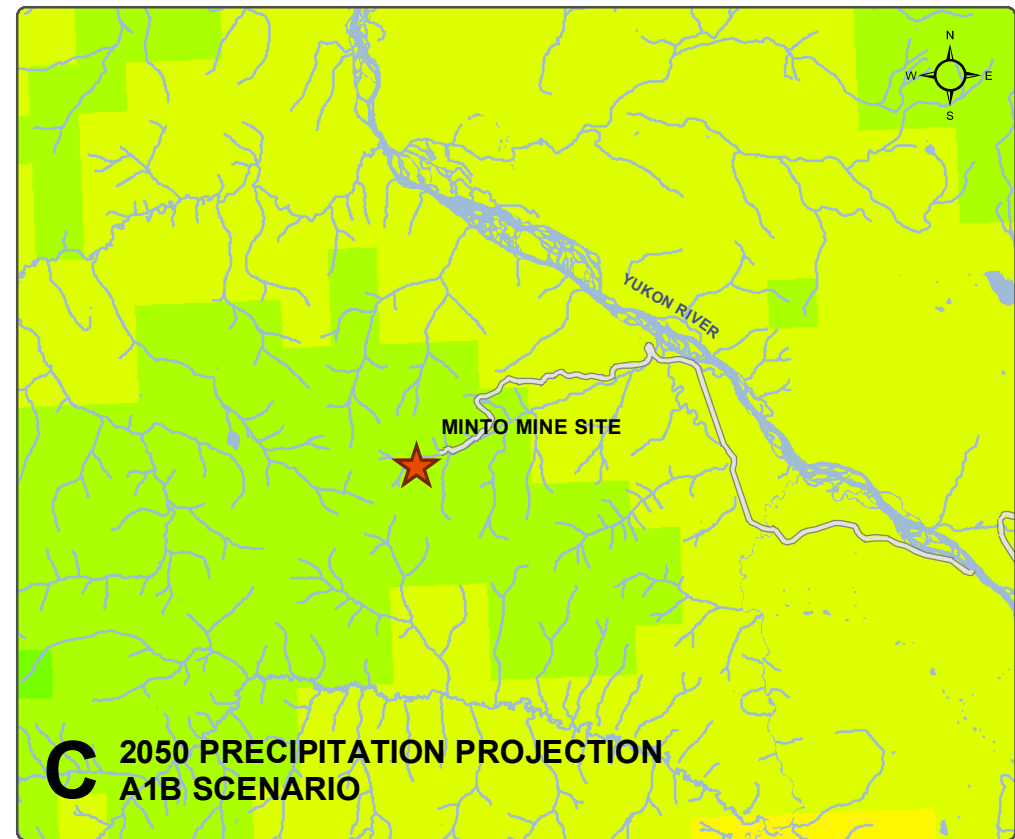 N
W E
S
YUKON RIVER
MINTO MINE SITE
C 2050 PRECIPITATION PROJECTION
A1B SCENARIO